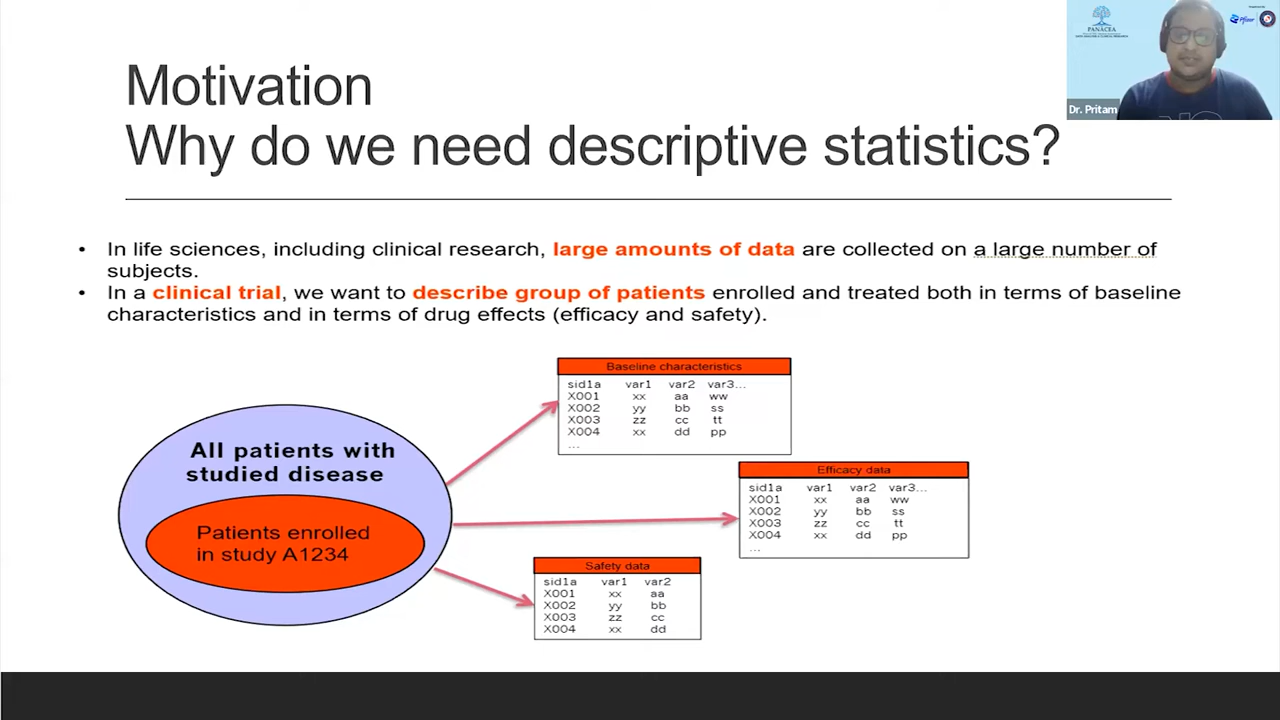 Motivation
Why do we need descriptive statistics?
PANACEA
Pfizer
Dr. Pritam
• In life sciences, including clinical research, large amounts of data are collected on a large number of
subjects.
• In a clinical trial, we want to describe group of patients enrolled and treated both in terms of baseline
characteristics and in terms of drug effects (efficacy and safety).
All patients with
studied disease
Patients enrolled
in study A1234
Baseline characteristics
sid1a var1 var2 var3...
X001 xx aa ww
X002 yy bb ss
X003 zz cc tt
X004 xx dd pp
...
Efficacy data
sid1a var1 var2 var3...
X001 xx aa ww
X002 yy bb ss
X003 zz cc tt
X004 xx dd pp
...
Safety data
sid1a var1 var2
X001 xx aa
X002 yy bb
X003 zz cc
X004 xx dd